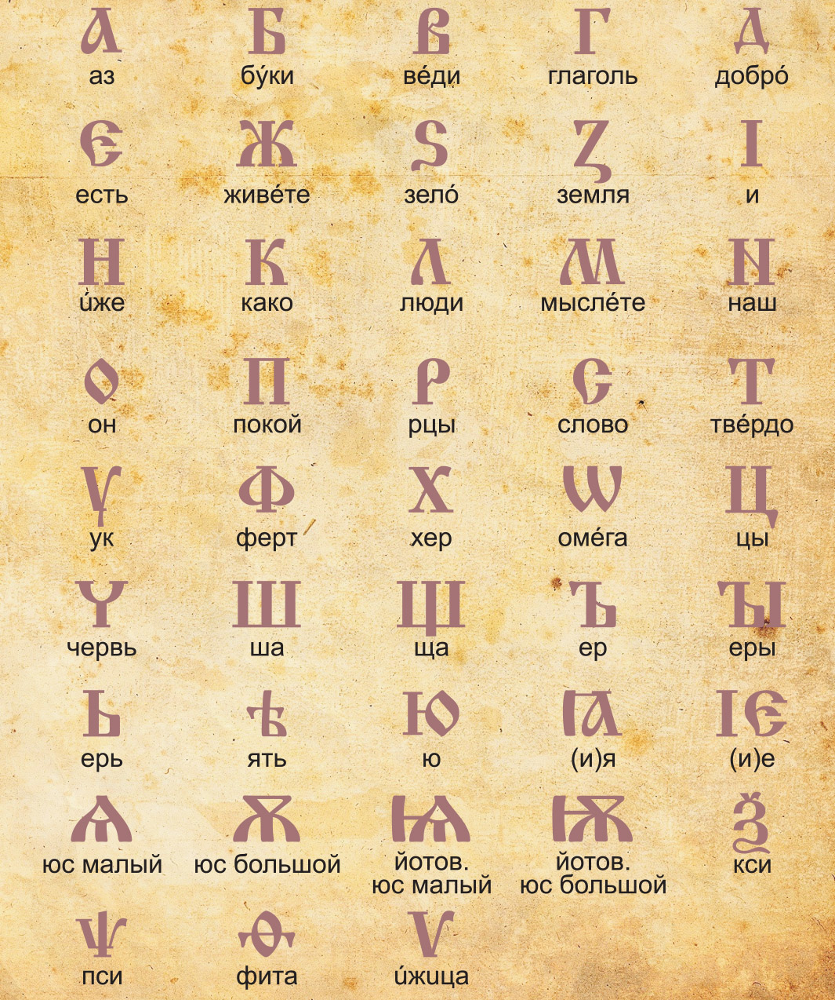 А Б В Г Д
аз бу́ки ве́ди глаголь добро́
Є Ж Ѕ Ꙁ І
есть живе́те зело́ земля и
Н К Л М N
и́же како люди мысле́те наш
О П Р С Т
он покой рцы слово тве́рдо
Ѵ Ф Х Ѡ Ц
ук ферт хер оме́га цы
Ч Ш Щ Ъ Ꙑ
червь ша ща ер еры
Ь Ѣ Ю Ꙗ Ѥ
ерь ять ю (и)я (и)е
Ѧ Ѫ Ѩ Ѭ Ѯ
юс малый юс большой йотов. йотов. кси
юс малый юс большой
Ѱ Ѳ Ѵ
пси фита и́жица